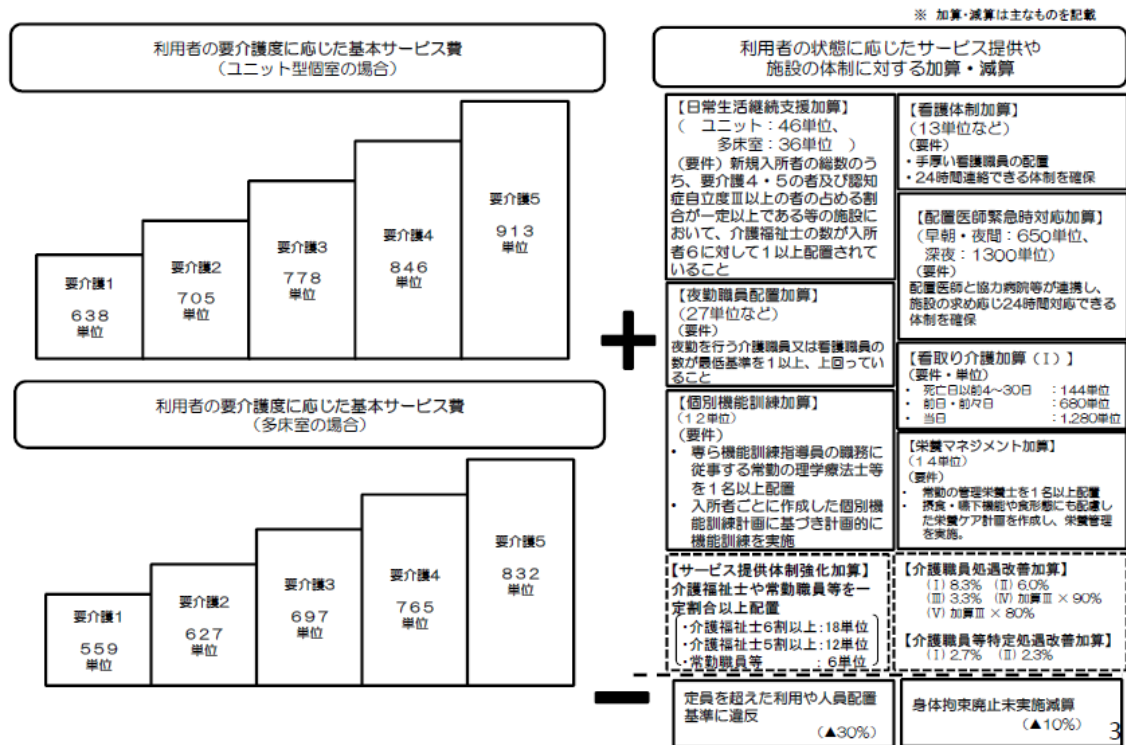 ※ 加算・減算は主なものを記載
利用者の要介護度に応じた基本サービス費
(ユニット型個室の場合)
要介護1
638
単位
要介護2
705
単位
要介護3
778
単位
要介護4
846
単位
要介護5
913
単位
利用者の要介護度に応じた基本サービス費
(多床室の場合)
要介護1
559
単位
要介護2
627
単位
要介護3
697
単位
要介護4
765
単位
要介護5
832
単位
利用者の状態に応じたサービス提供や
施設の体制に対する加算・減算
【日常生活継続支援加算】
( ユニット:46単位、
多床室:36単位 )
(要件)新規入所者の総数のう
ち、要介護4・5の者及び認知
症自立度Ⅲ以上の者の占める割
合が一定以上である等の施設に
おいて、介護福祉士の数が入所
者6に対して1以上配置されて
いること
【夜勤職員配置加算】
(27単位など)
(要件)
夜勤を行う介護職員又は看護職員の
数が最低基準を1以上、上回ってい
ること
【個別機能訓練加算】
(12単位)
(要件)
• 専ら機能訓練指導員の職務に
従事する常勤の理学療法士等
を1名以上配置
• 入所者ごとに作成した個別機
能訓練計画に基づき計画的に
機能訓練を実施
【サービス提供体制強化加算】
介護福祉士や常勤職員等を一
定割合以上配置
・介護福祉士6割以上:18単位
・介護福祉士5割以上:12単位
・常勤職員等 : 6単位
【看護体制加算】
(13単位など)
(要件)
・手厚い看護職員の配置
・24時間連絡できる体制を確保
【配置医師緊急時対応加算】
(早朝・夜間:650単位、
深夜:1300単位)
(要件)
配置医師と協力病院等が連携し、
施設の求め応じ24時間対応できる
体制を確保
【看取り介護加算(Ⅰ)】
(要件・単位)
• 死亡日以前4~30日 :144単位
• 前日・前々日 :680単位
• 当日 :1,280単位
【栄養マネジメント加算】
(14単位)
(要件)
• 常勤の管理栄養士を1名以上配置
• 摂食・嚥下機能や食形態にも配慮し
た栄養ケア計画を作成し、栄養管理
を実施。
【介護職員処遇改善加算】
(Ⅰ) 8.3% (Ⅱ) 6.0%
(Ⅲ) 3.3% (Ⅳ) 加算Ⅲ × 90%
(Ⅴ) 加算Ⅲ × 80%
【介護職員等特定処遇改善加算】
(Ⅰ) 2.7% (Ⅱ) 2.3%
定員を超えた利用や人員配置
基準に違反
(▲30%)
身体拘束廃止未実施減算
(▲10%)
3